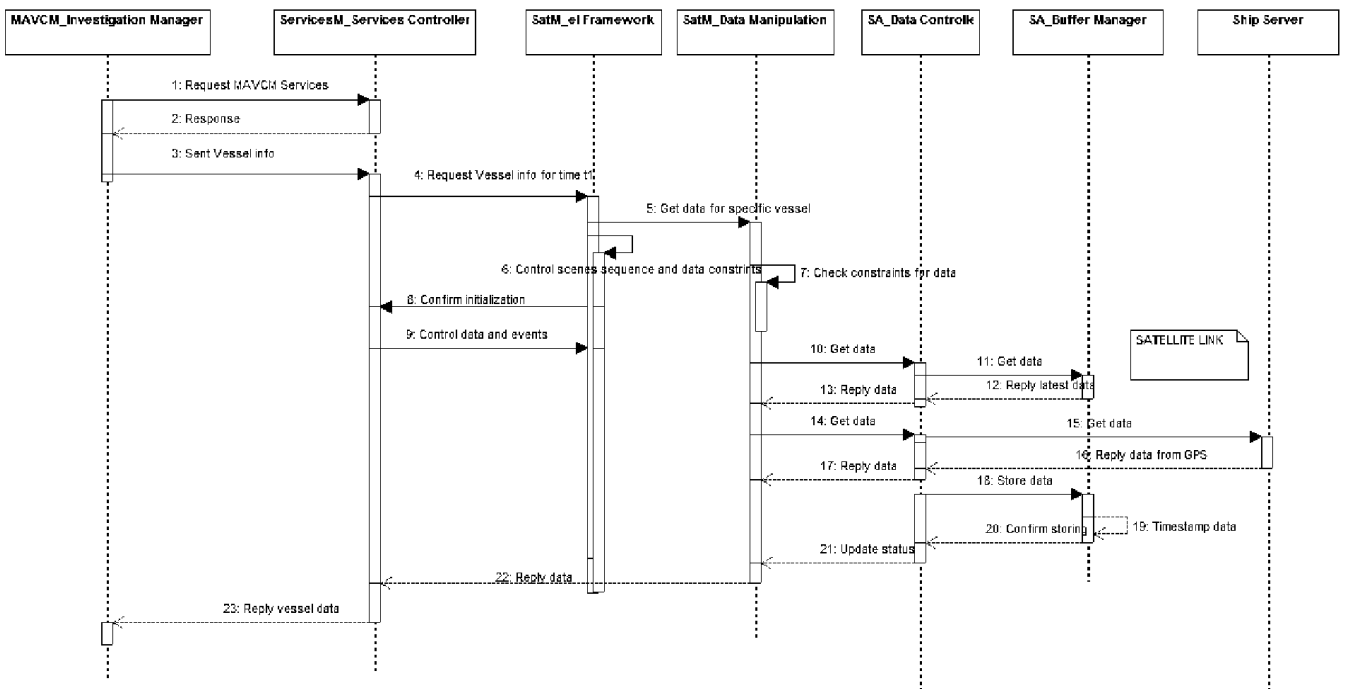 MAVCM_Investigation Manager
ServicesM_Services Controller
SatM_el Framework
SatM_Data Manipulation
SA_Data Controlle
SA_Buffer Manager
Ship Server
1: Request MAVCM Services
2: Response
3: Sent Vessel info
4: Request Vessel info for time t1
5: Get data for specific vessel
6: Control scenes sequence and data constrints
7: Check constraints for data
8: Confirm initialization
9: Control data and events
SATELLITE LINK
10: Get data
11: Get data
12: Reply latest data
13: Reply data
14: Get data
15: Get data
16: Reply data from GPS
17: Reply data
18: Store data
19: Timestamp data
20: Confirm storing
21: Update status
22: Reply data
23: Reply vessel data